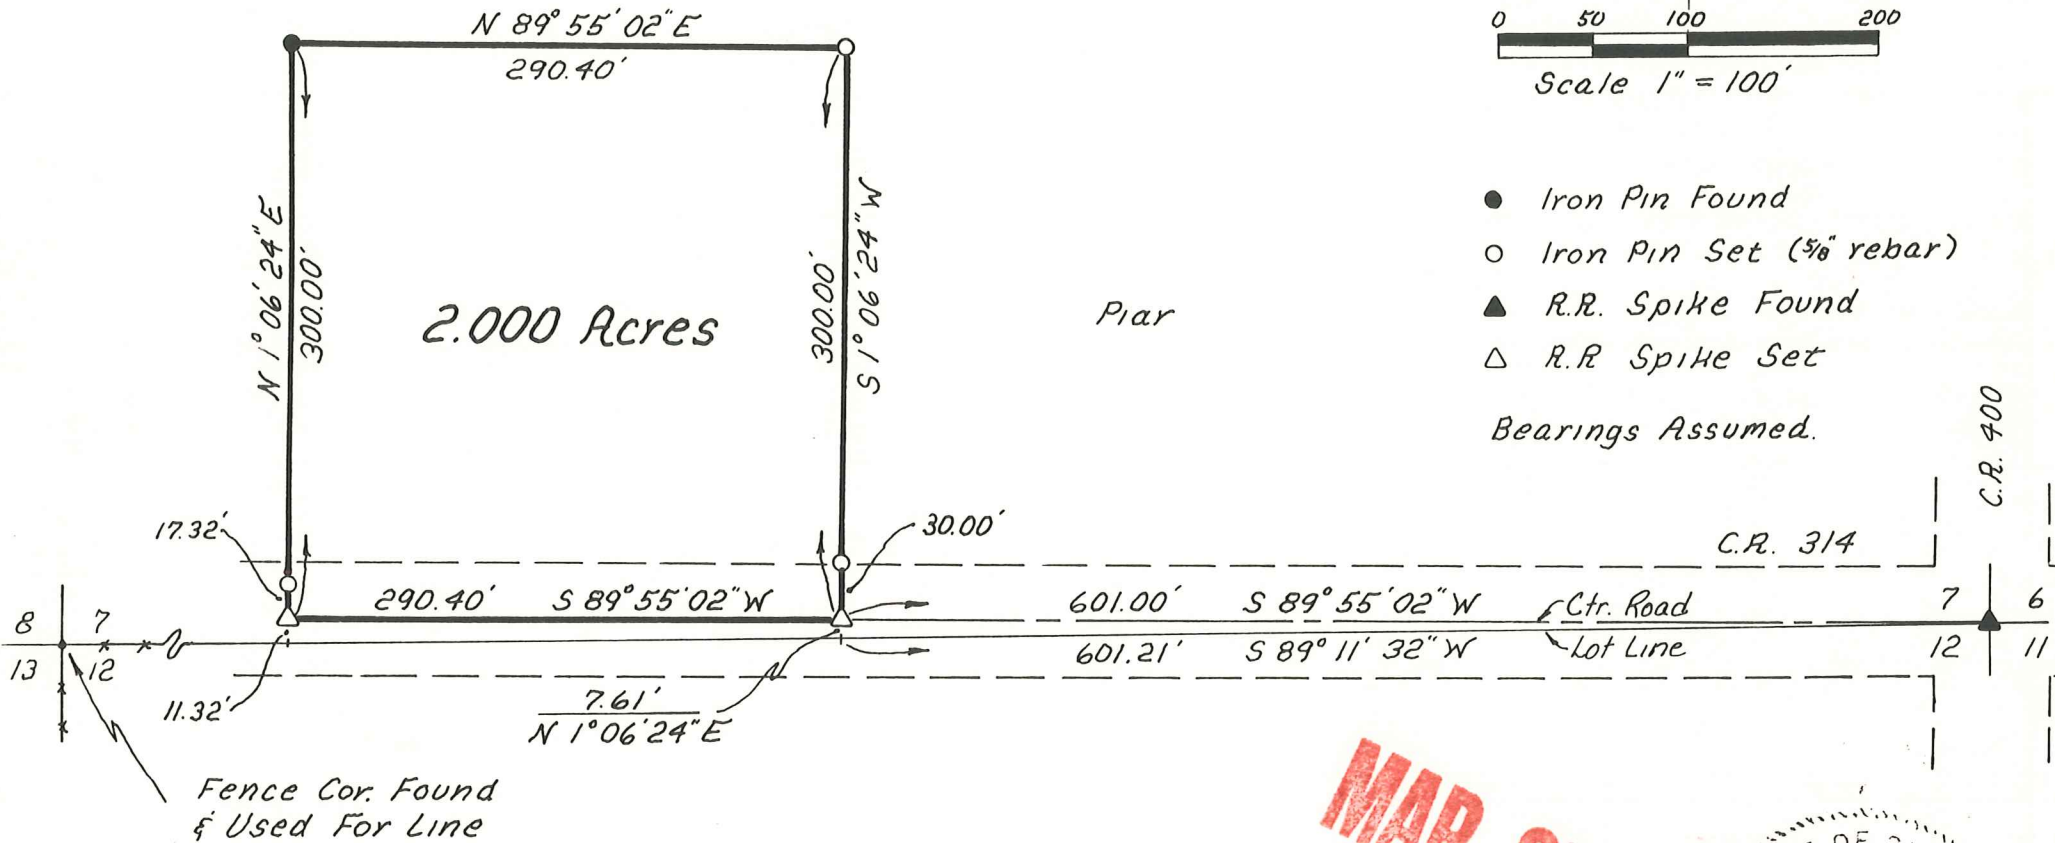 N 89° 55' 02" E
290.40'
0 50 100 200
Scale 1" = 100'
● Iron Pin Found
○ Iron Pin Set (5/8" rebar)
▲ R.R. Spike Found
△ R.R Spike Set
Bearings Assumed.
N 1° 06' 24" E
300.00'
2.000 Acres
300.00'
S 1° 06' 24" W
Piar
C.R. 400
17.32'
30.00'
C.R. 314
290.40' S 89° 55' 02" W
601.00' S 89° 55' 02" W
Ctr. Road
7 6
8 7
13 12
601.21' S 89° 11' 32" W
Lot Line
12 11
11.32'
7.61'
N 1° 06' 24" E
Fence Cor. Found
& Used For Line
MAR
OF